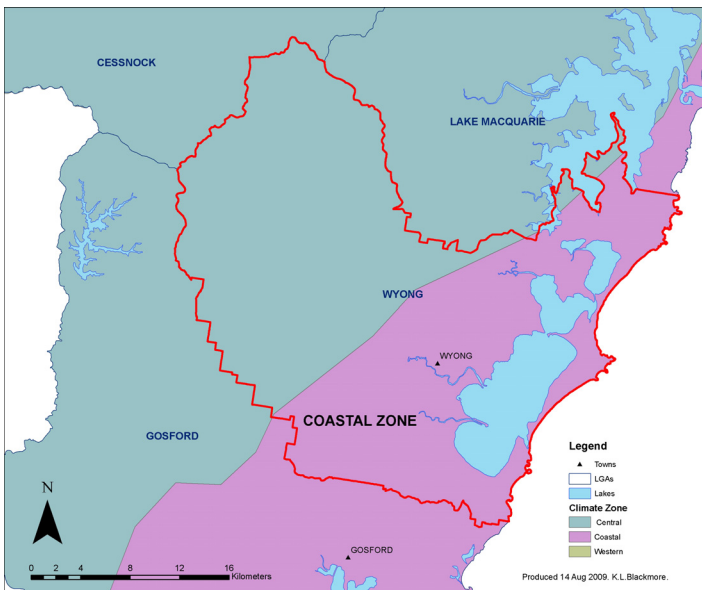 CESSNOCK
LAKE MACQUARIE
WYONG
WYONG
COASTAL ZONE
GOSFORD
Legend
Towns
LGAs
Lakes
Climate Zone
Central
Coastal
Western
N
GOSFORD
0 2 4 8 12 16
Kilometers
Produced 14 Aug 2009. K.L.Blackmore.